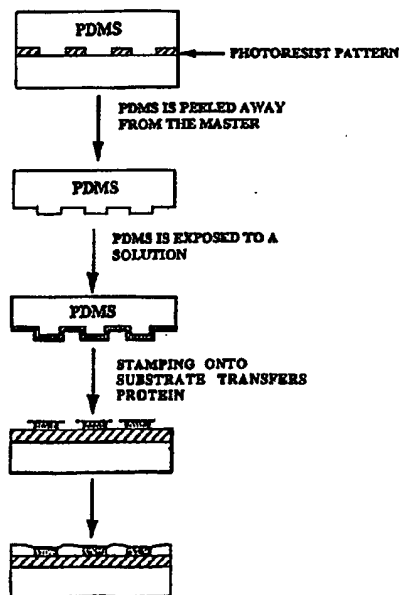 PDMS
PHOTORESIST PATTERN
PDMS IS PEELED AWAY
FROM THE MASTER
PDMS
PDMS IS EXPOSED TO A
SOLUTION
PDMS
STAMPING ONTO
SUBSTRATE TRANSFERS
PROTEIN